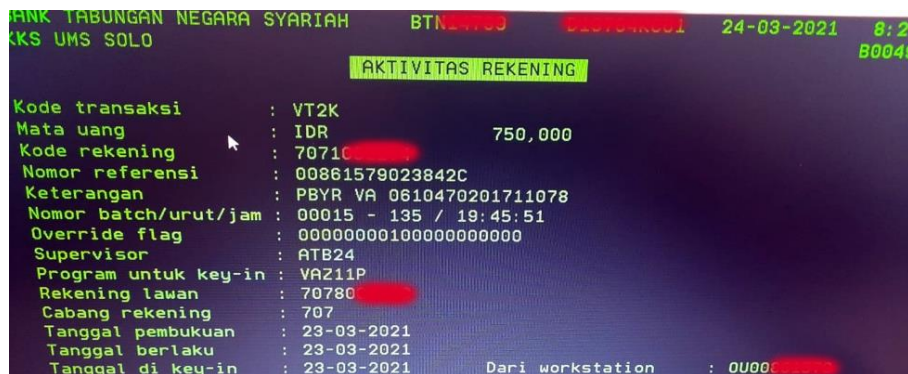 BANK TABUNGAN NEGARA SYARIAH BTN 24-03-2021 8:2
KKS UMS SOLO B004
AKTIVITAS REKENING
Kode transaksi : VT2K
Mata uang : IDR 750,000
Kode rekening : 7071
Nomor referensi : 00861579023842C
Keterangan : PBYR VA 0610470201711078
Nomor batch/urut/jam : 00015 - 135 / 19:45:51
Override flag : 00000000100000000000
Supervisor : ATB24
Program untuk key-in : VAZ11P
Rekening lawan : 70780
Cabang rekening : 707
Tanggal pembukuan : 23-03-2021
Tanggal berlaku : 23-03-2021
Tanggal di key-in : 23-03-2021 Dari workstation : OU00